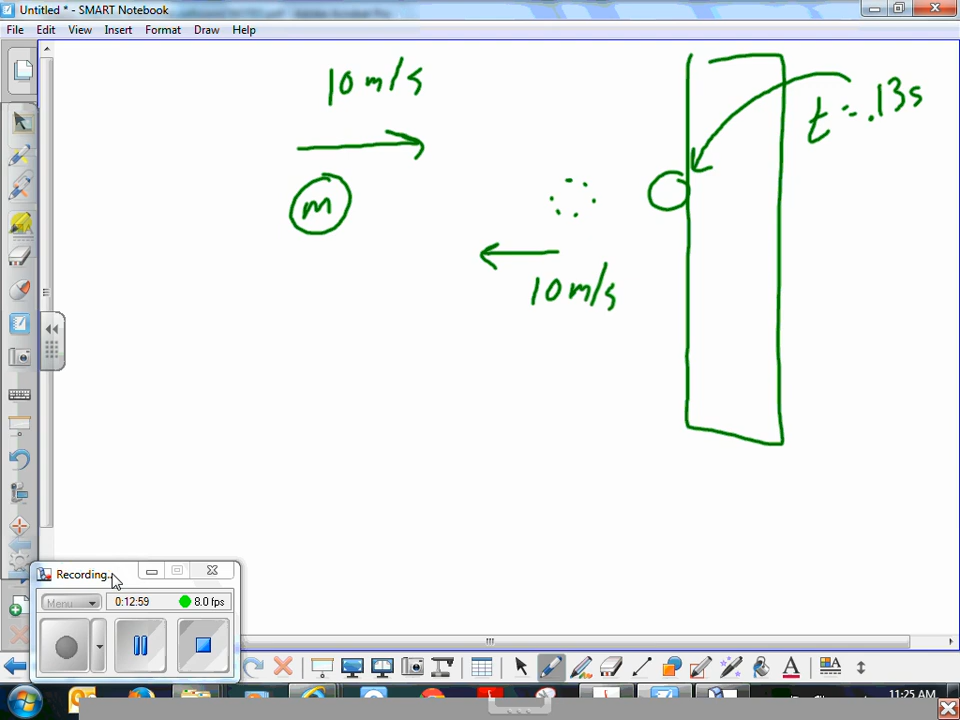 Untitled * - SMART Notebook
File Edit View Insert Format Draw Help
10 m/s
t = .13s
m
10 m/s
Recording...
Menu 0:12:59 8.0 fps
11:25 AM